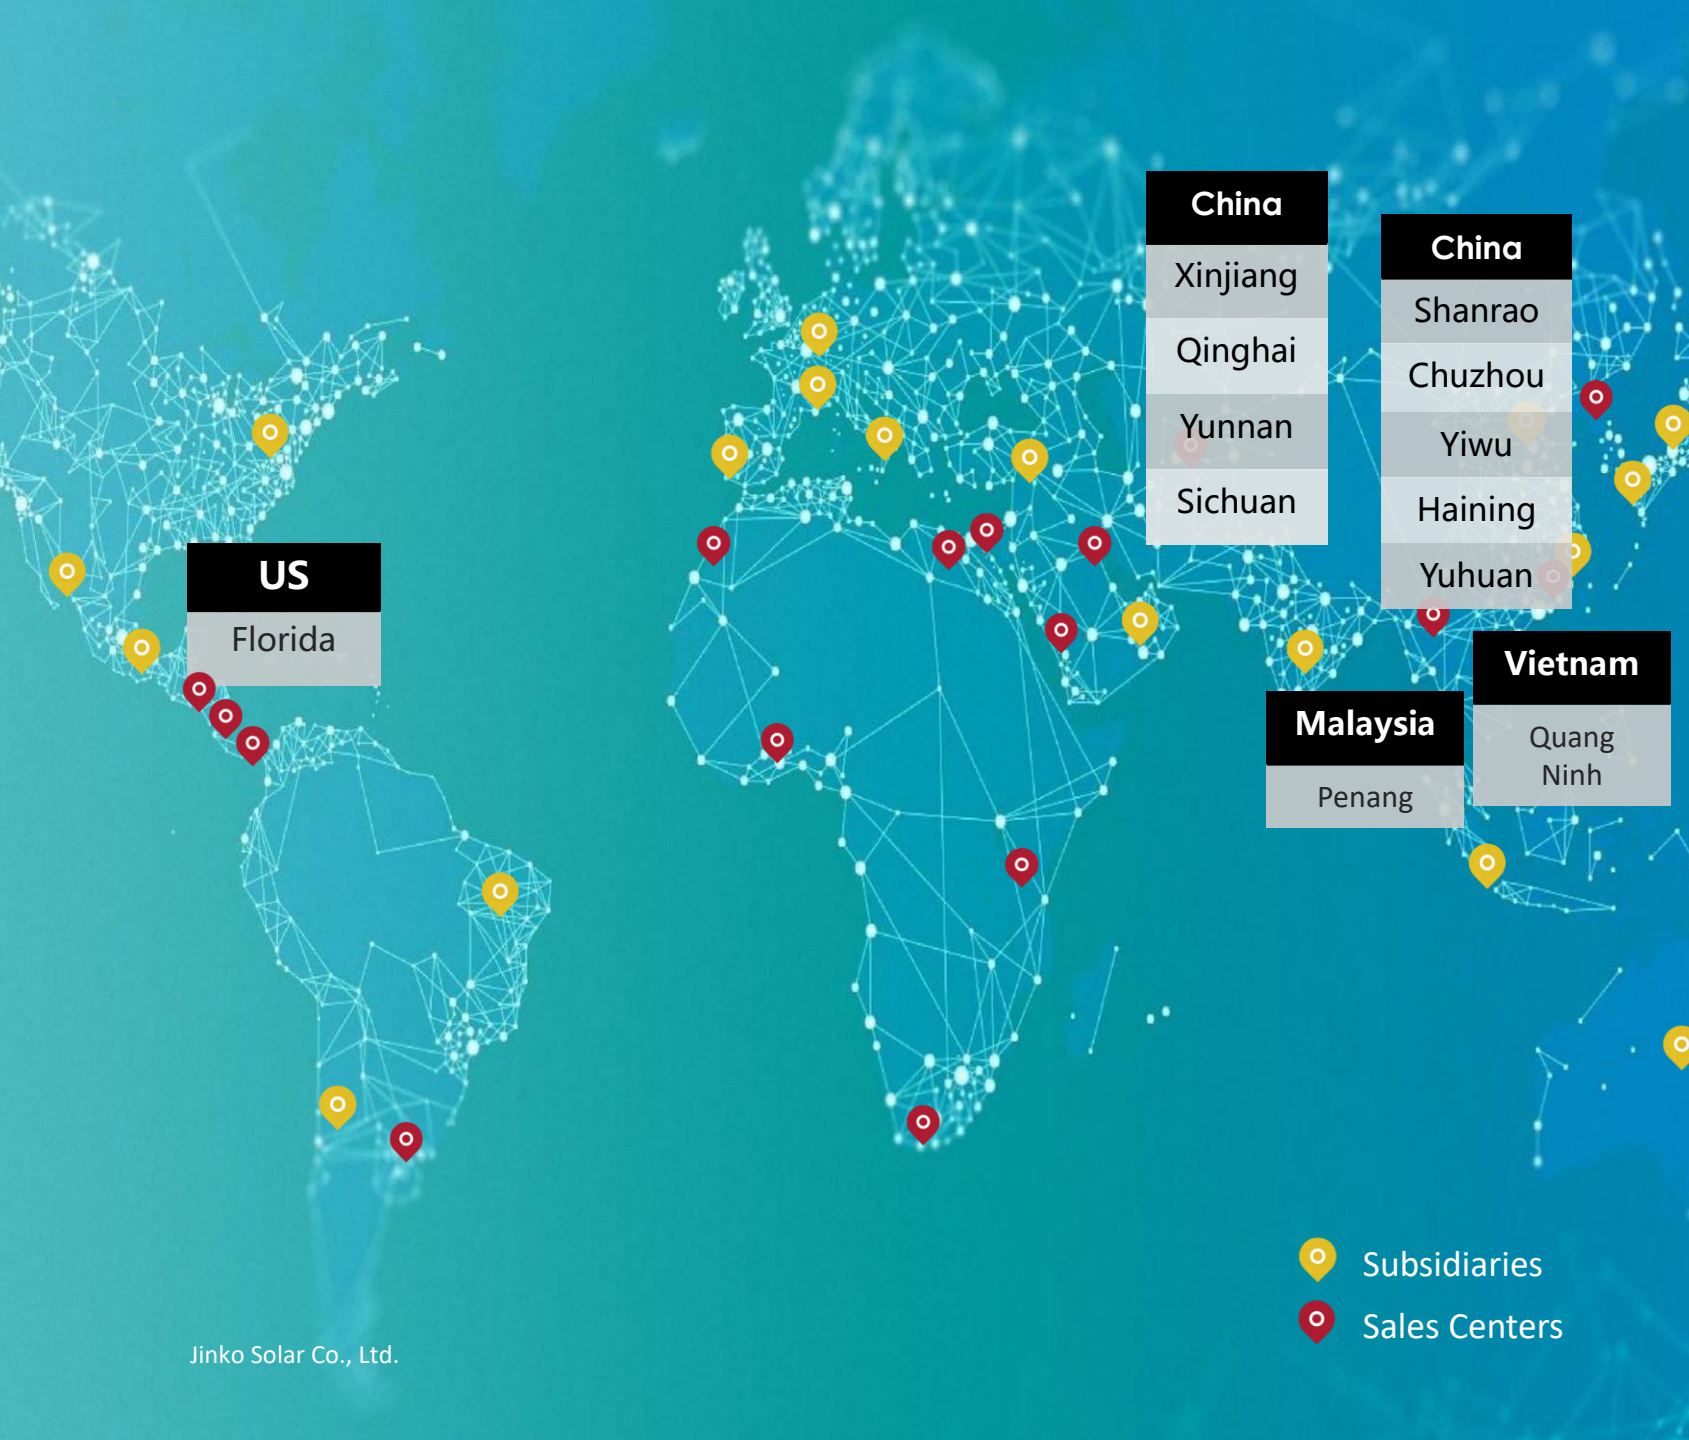 China
Xinjiang
Qinghai
Yunnan
Sichuan
China
Shanrao
Chuzhou
Yiwu
Haining
Yuhuan
US
Florida
Vietnam
Quang
Ninh
Malaysia
Penang
Subsidiaries
Sales Centers
Jinko Solar Co., Ltd.